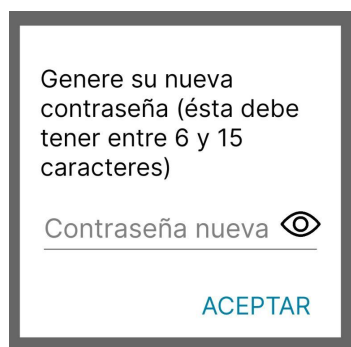 Genere su nueva
contraseña (ésta debe
tener entre 6 y 15
caracteres)
Contraseña nueva
ACEPTAR